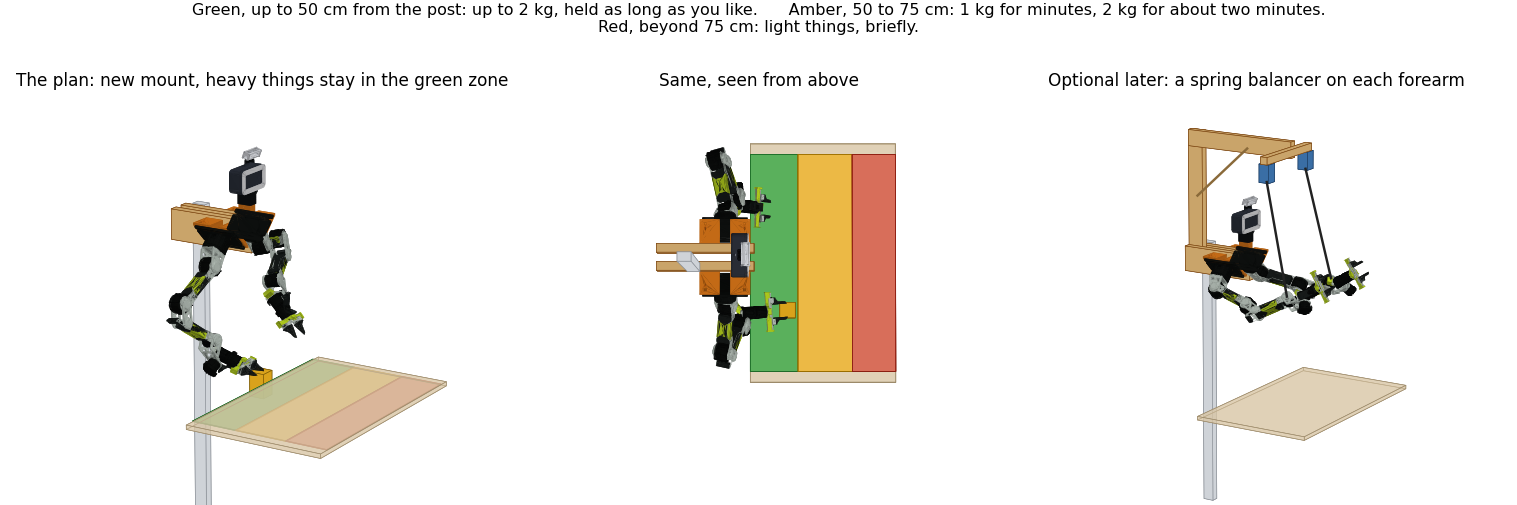 Green, up to 50 cm from the post: up to 2 kg, held as long as you like.      Amber, 50 to 75 cm: 1 kg for minutes, 2 kg for about two minutes.
Red, beyond 75 cm: light things, briefly.
The plan: new mount, heavy things stay in the green zone
Same, seen from above
Optional later: a spring balancer on each forearm